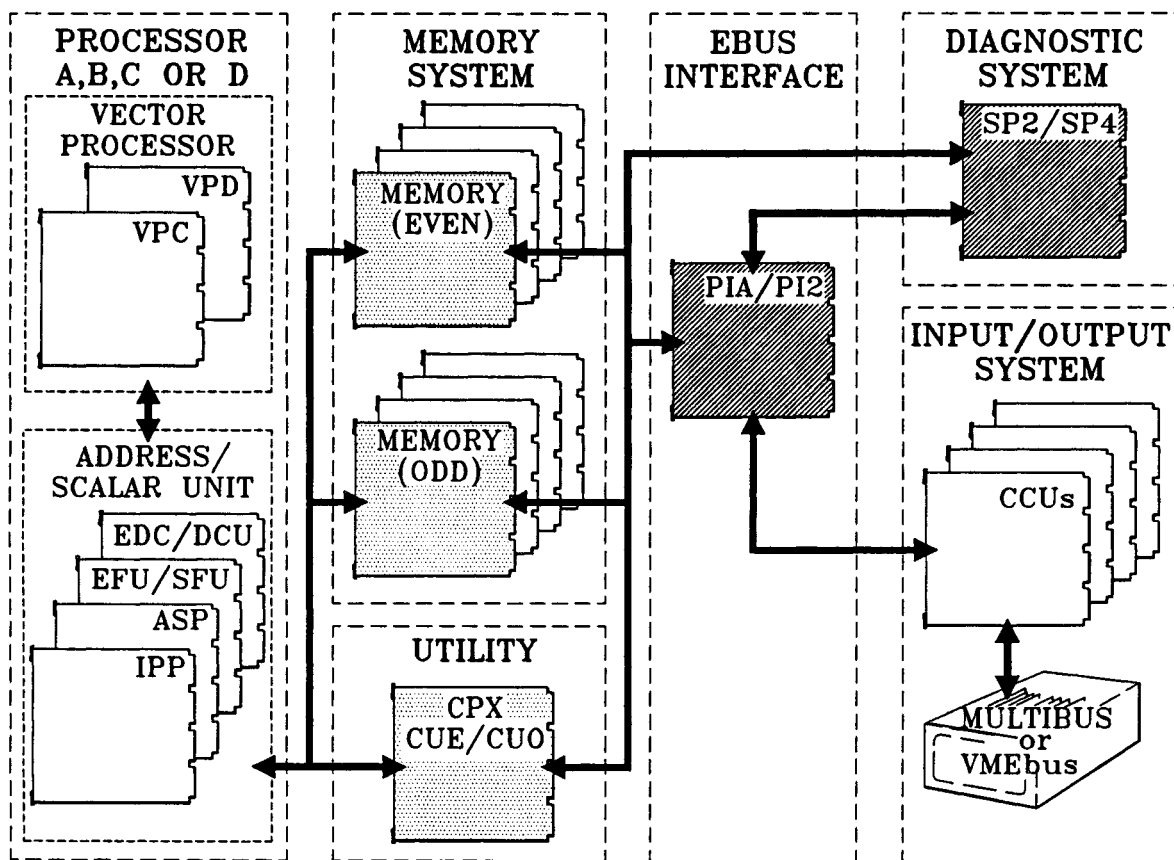 PROCESSOR
A,B,C OR D
VECTOR
PROCESSOR
VPD
VPC
ADDRESS/
SCALAR UNIT
EDC/DCU
EFU/SFU
ASP
IPP
MEMORY
SYSTEM
MEMORY
(EVEN)
MEMORY
(ODD)
UTILITY
CPX
CUE/CUO
EBUS
INTERFACE
PIA/PI2
DIAGNOSTIC
SYSTEM
SP2/SP4
INPUT/OUTPUT
SYSTEM
CCUs
MULTIBUS
or
VMEbus